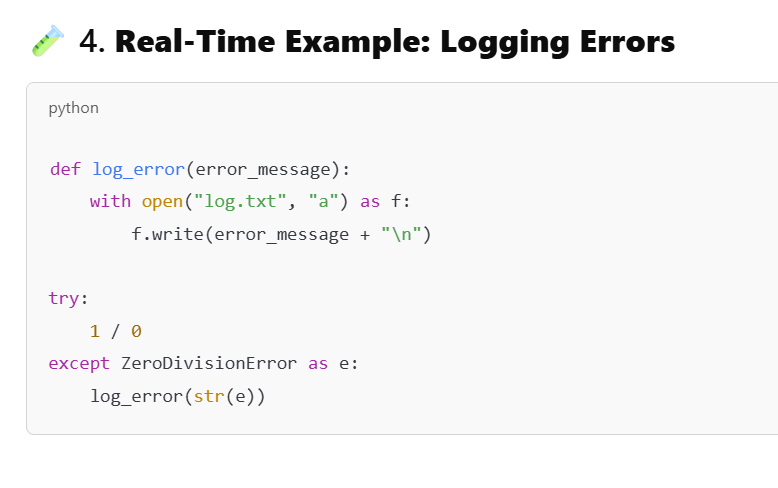 🧪 4. Real-Time Example: Logging Errors
python
def log_error(error_message):
    with open("log.txt", "a") as f:
        f.write(error_message + "\n")
try:
    1 / 0
except ZeroDivisionError as e:
    log_error(str(e))